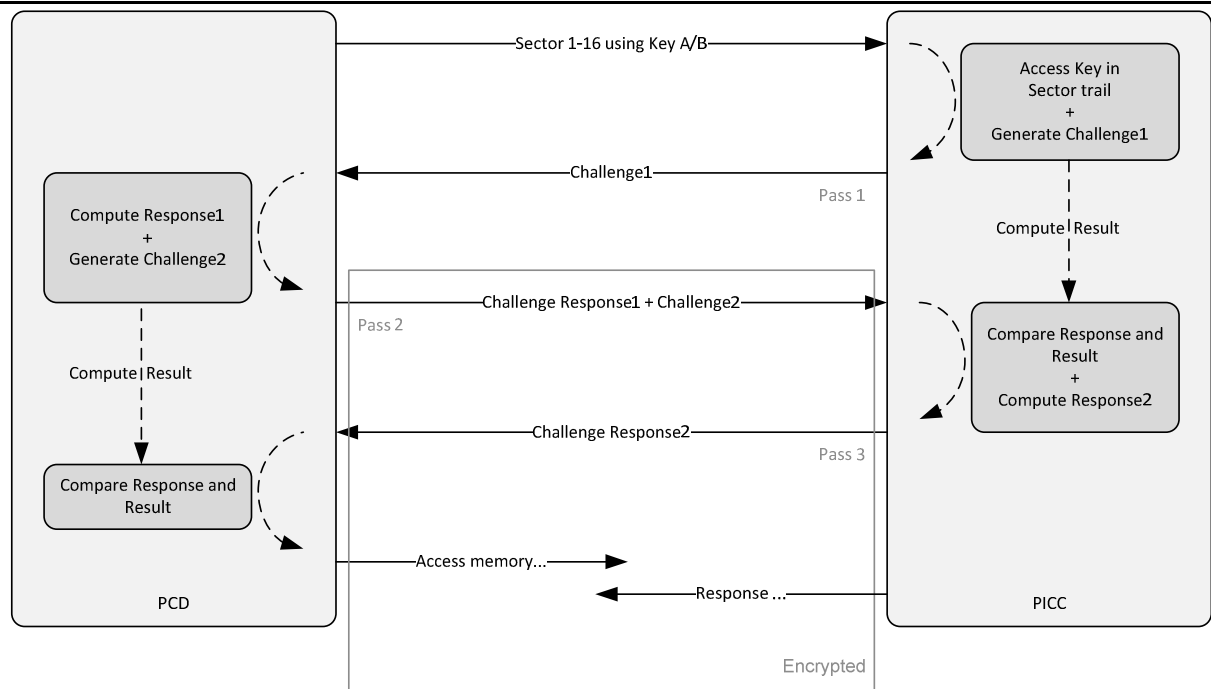 Sector 1-16 using Key A/B
Access Key in
Sector trail
+
Generate Challenge1
Challenge1
Pass 1
Compute Response1
+
Generate Challenge2
Compute Result
Challenge Response1 + Challenge2
Pass 2
Compare Response and
Result
+
Compute Response2
Compute Result
Challenge Response2
Pass 3
Compare Response and
Result
Access memory...
Response ...
PCD
PICC
Encrypted